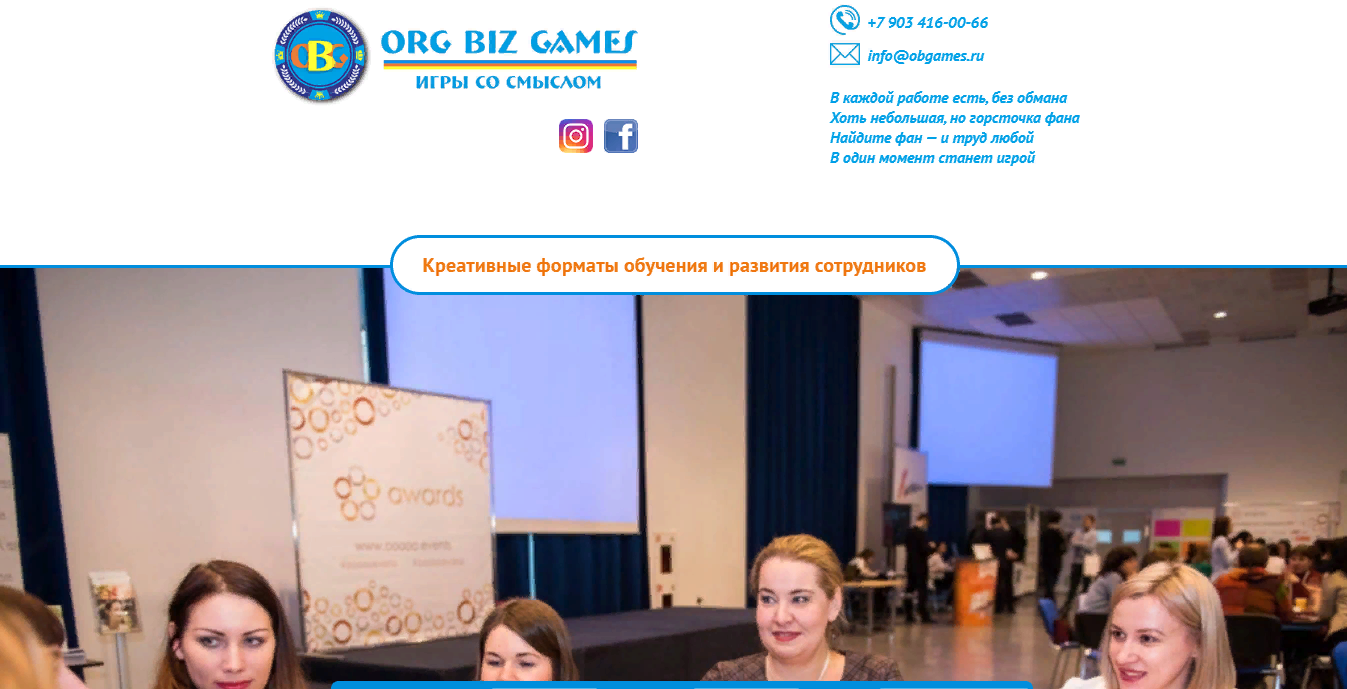 OBG
ORG BIZ GAMES
ИГРЫ СО СМЫСЛОМ
+7 903 416-00-66
info@obgames.ru
В каждой работе есть, без обмана
Хоть небольшая, но горсточка фана
Найдите фан — и труд любой
В один момент станет игрой
Креативные форматы обучения и развития сотрудников
awards